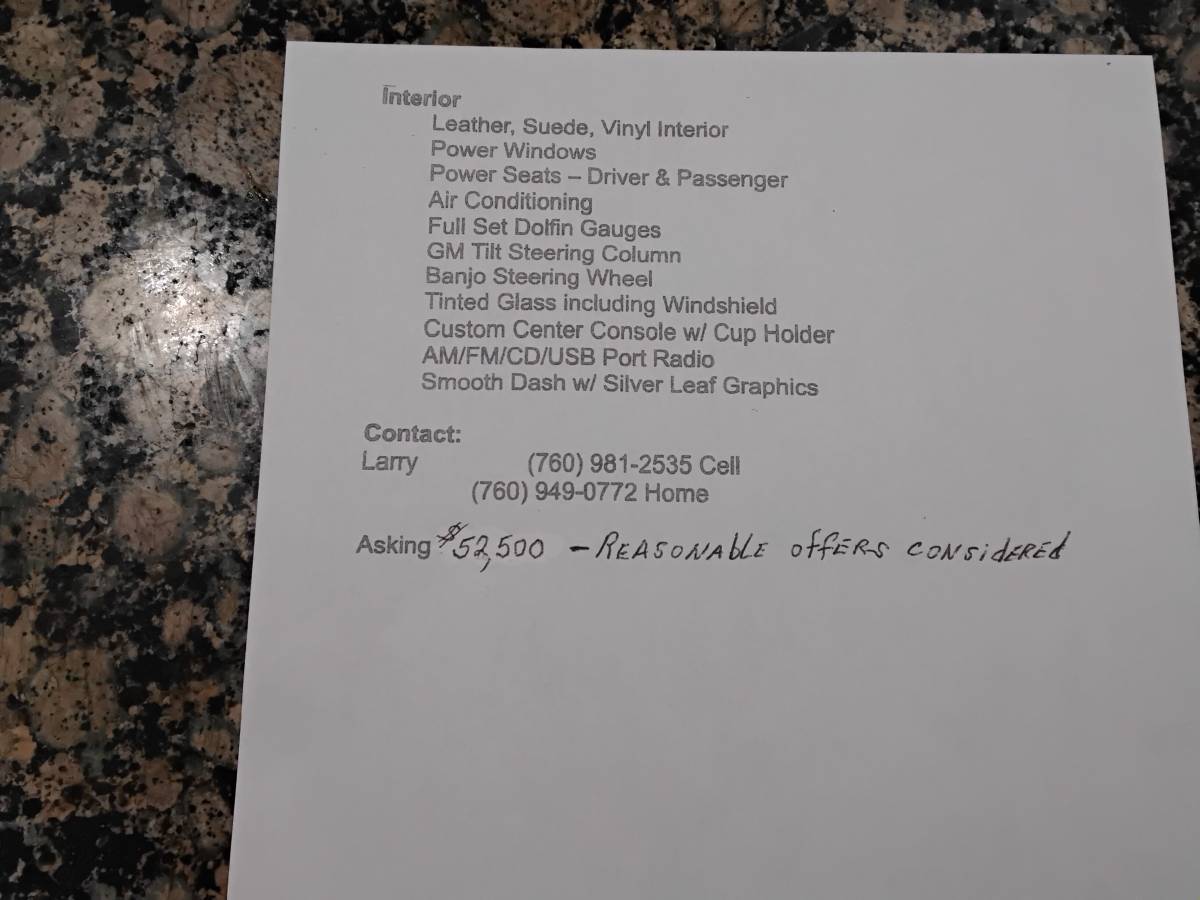 Interior
Leather, Suede, Vinyl Interior
Power Windows
Power Seats – Driver & Passenger
Air Conditioning
Full Set Dolfin Gauges
GM Tilt Steering Column
Banjo Steering Wheel
Tinted Glass including Windshield
Custom Center Console w/ Cup Holder
AM/FM/CD/USB Port Radio
Smooth Dash w/ Silver Leaf Graphics
Contact:
Larry (760) 981-2535 Cell
(760) 949-0772 Home
Asking $52,500 – REASONAbLE OffERS CONSidEREd